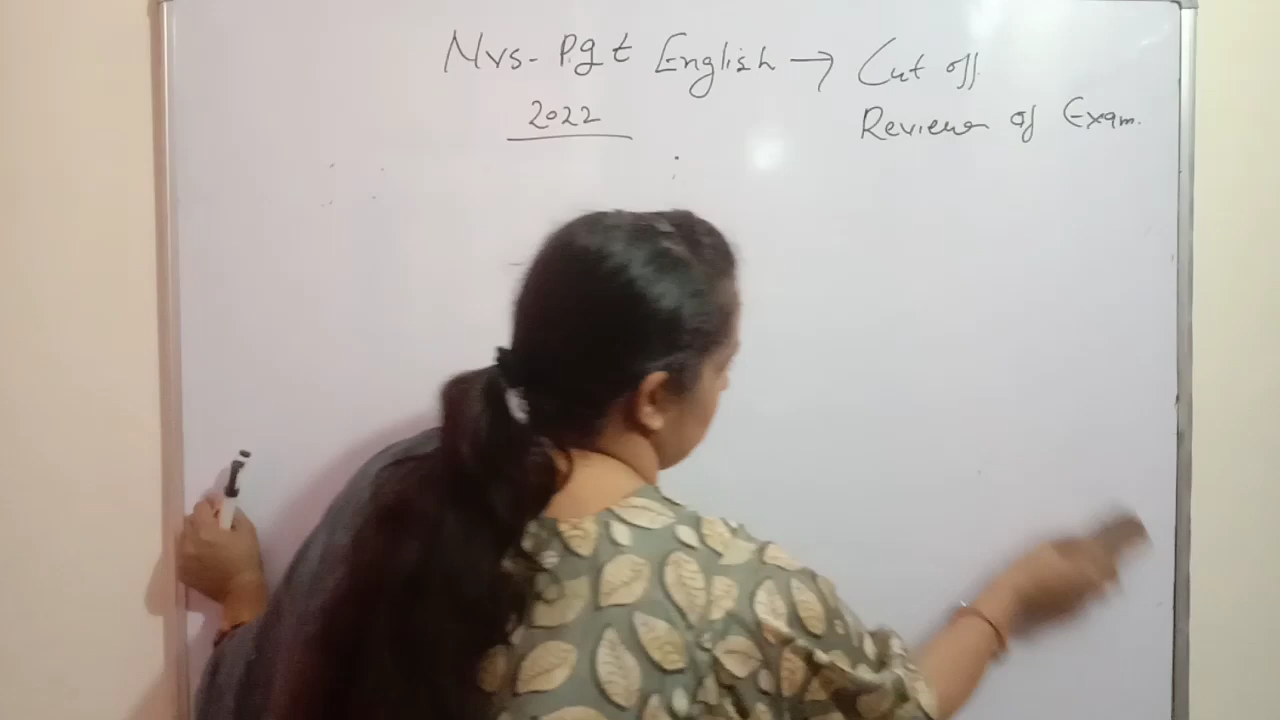 Nvs- Pgt English → Cut off
2022
Review of Exam.